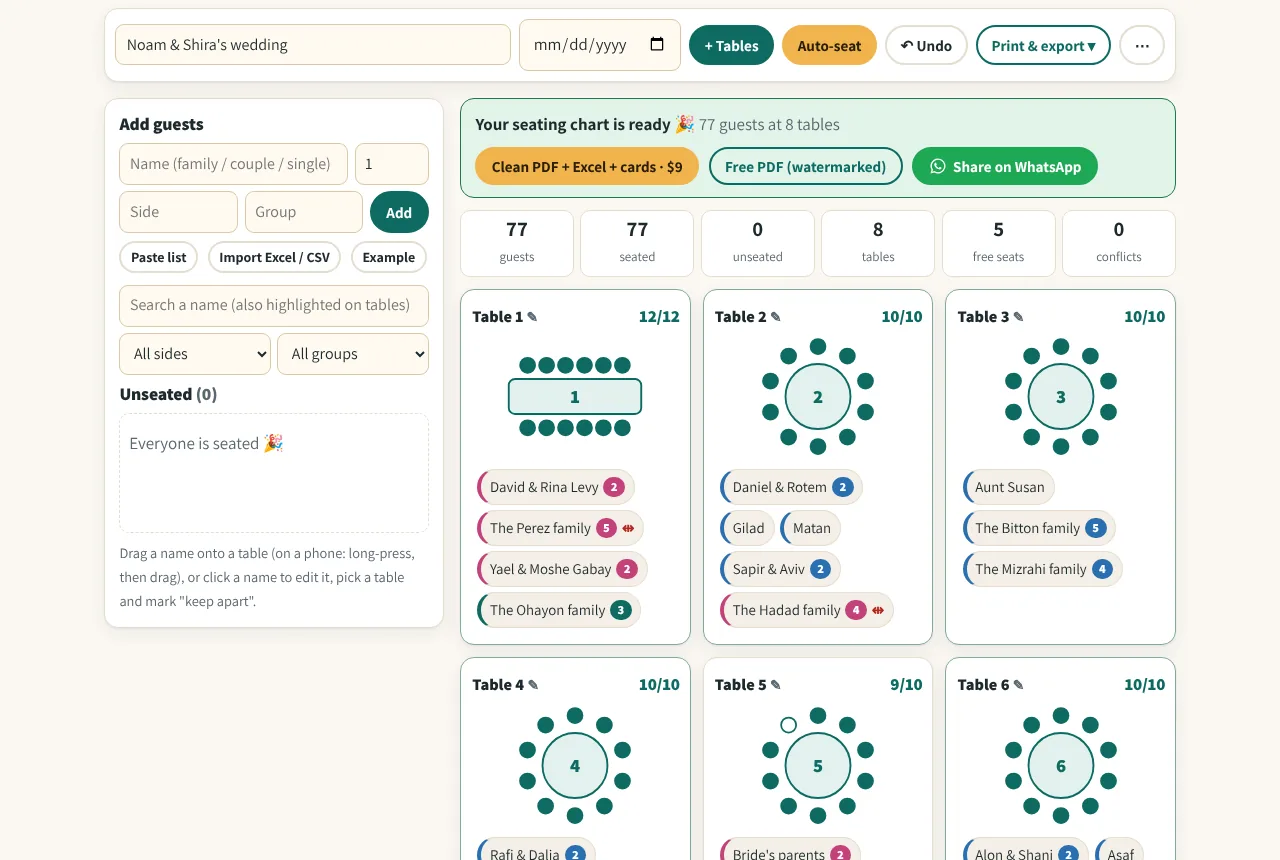 Noam & Shira's wedding
mm/dd/yyyy
+ Tables
Auto-seat
↶ Undo
Print & export ▾
⋯
Add guests
Name (family / couple / single)
1
Side
Group
Add
Paste list
Import Excel / CSV
Example
Search a name (also highlighted on tables)
All sides
All groups
Unseated (0)
Everyone is seated 🎉
Drag a name onto a table (on a phone: long-press,
then drag), or click a name to edit it, pick a table
and mark "keep apart".
Your seating chart is ready 🎉 77 guests at 8 tables
Clean PDF + Excel + cards · $9
Free PDF (watermarked)
Share on WhatsApp
77
guests
77
seated
0
unseated
8
tables
5
free seats
0
conflicts
Table 1 ✎ 12/12
1
David & Rina Levy 2
The Perez family 5
Yael & Moshe Gabay 2
The Ohayon family 3
Table 2 ✎ 10/10
2
Daniel & Rotem 2
Gilad
Matan
Sapir & Aviv 2
The Hadad family 4
Table 3 ✎ 10/10
3
Aunt Susan
The Bitton family 5
The Mizrahi family 4
Table 4 ✎ 10/10
4
Rafi & Dalia 2
Table 5 ✎ 9/10
5
Bride's parents 2
Table 6 ✎ 10/10
6
Alon & Shani 2
Asaf